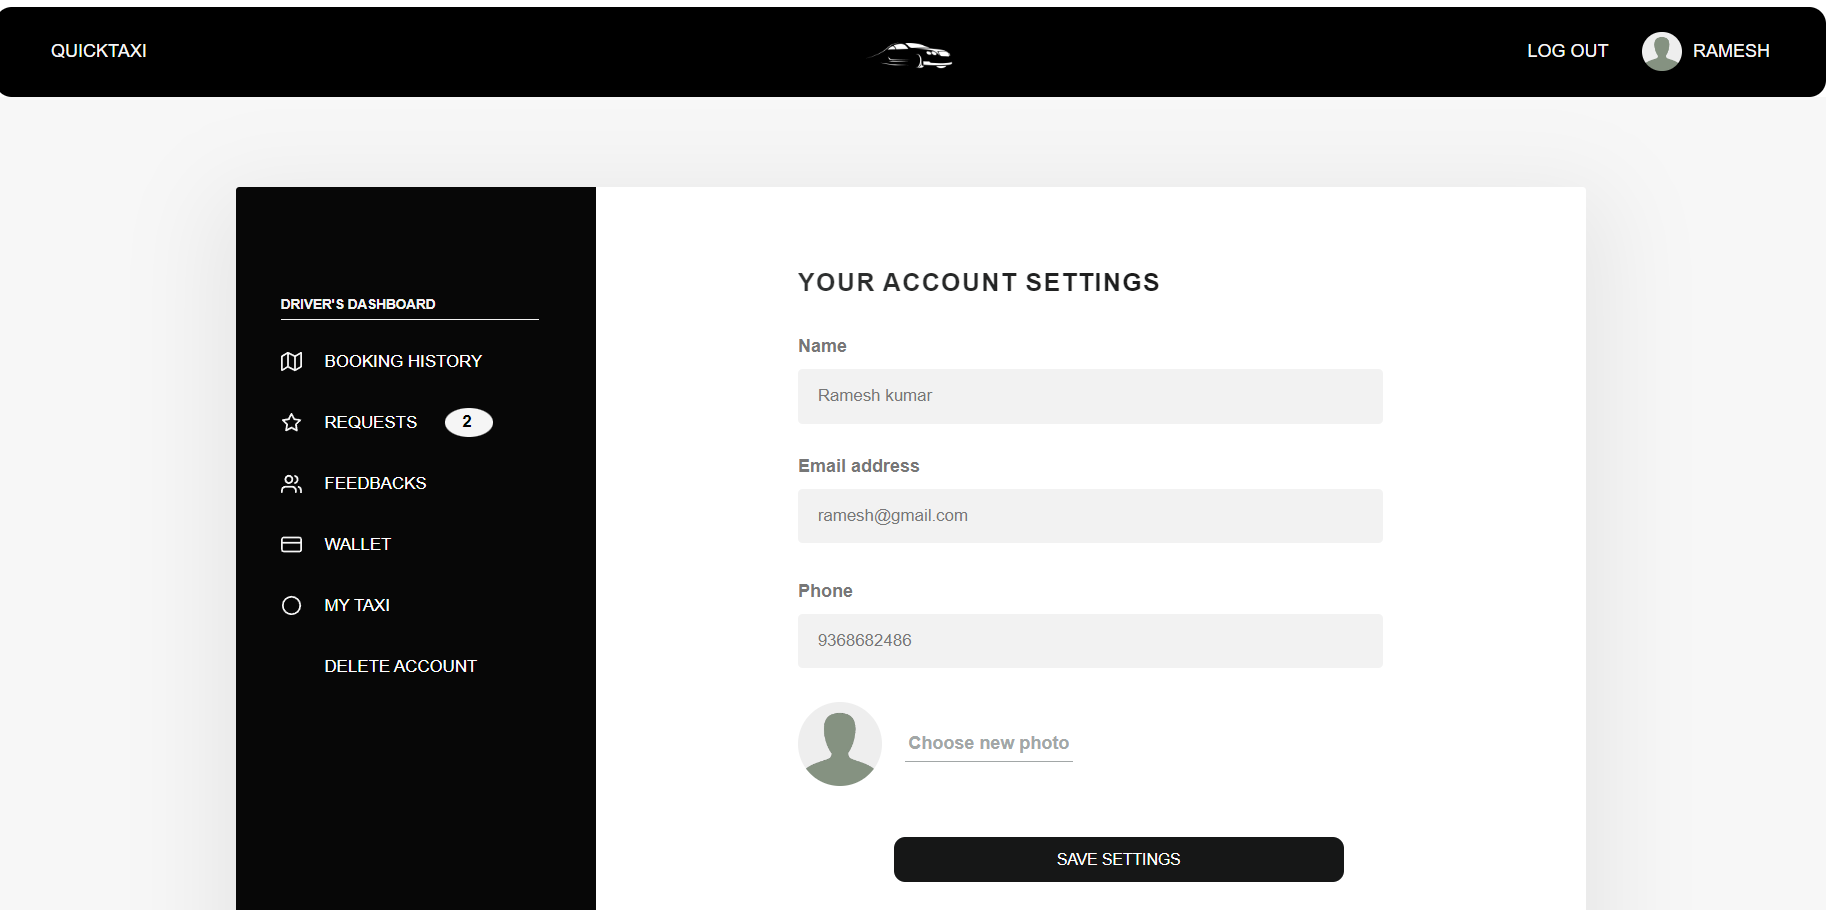 QUICKTAXI
LOG OUT
RAMESH
DRIVER'S DASHBOARD
BOOKING HISTORY
REQUESTS 2
FEEDBACKS
WALLET
MY TAXI
DELETE ACCOUNT
YOUR ACCOUNT SETTINGS
Name
Ramesh kumar
Email address
ramesh@gmail.com
Phone
9368682486
Choose new photo
SAVE SETTINGS